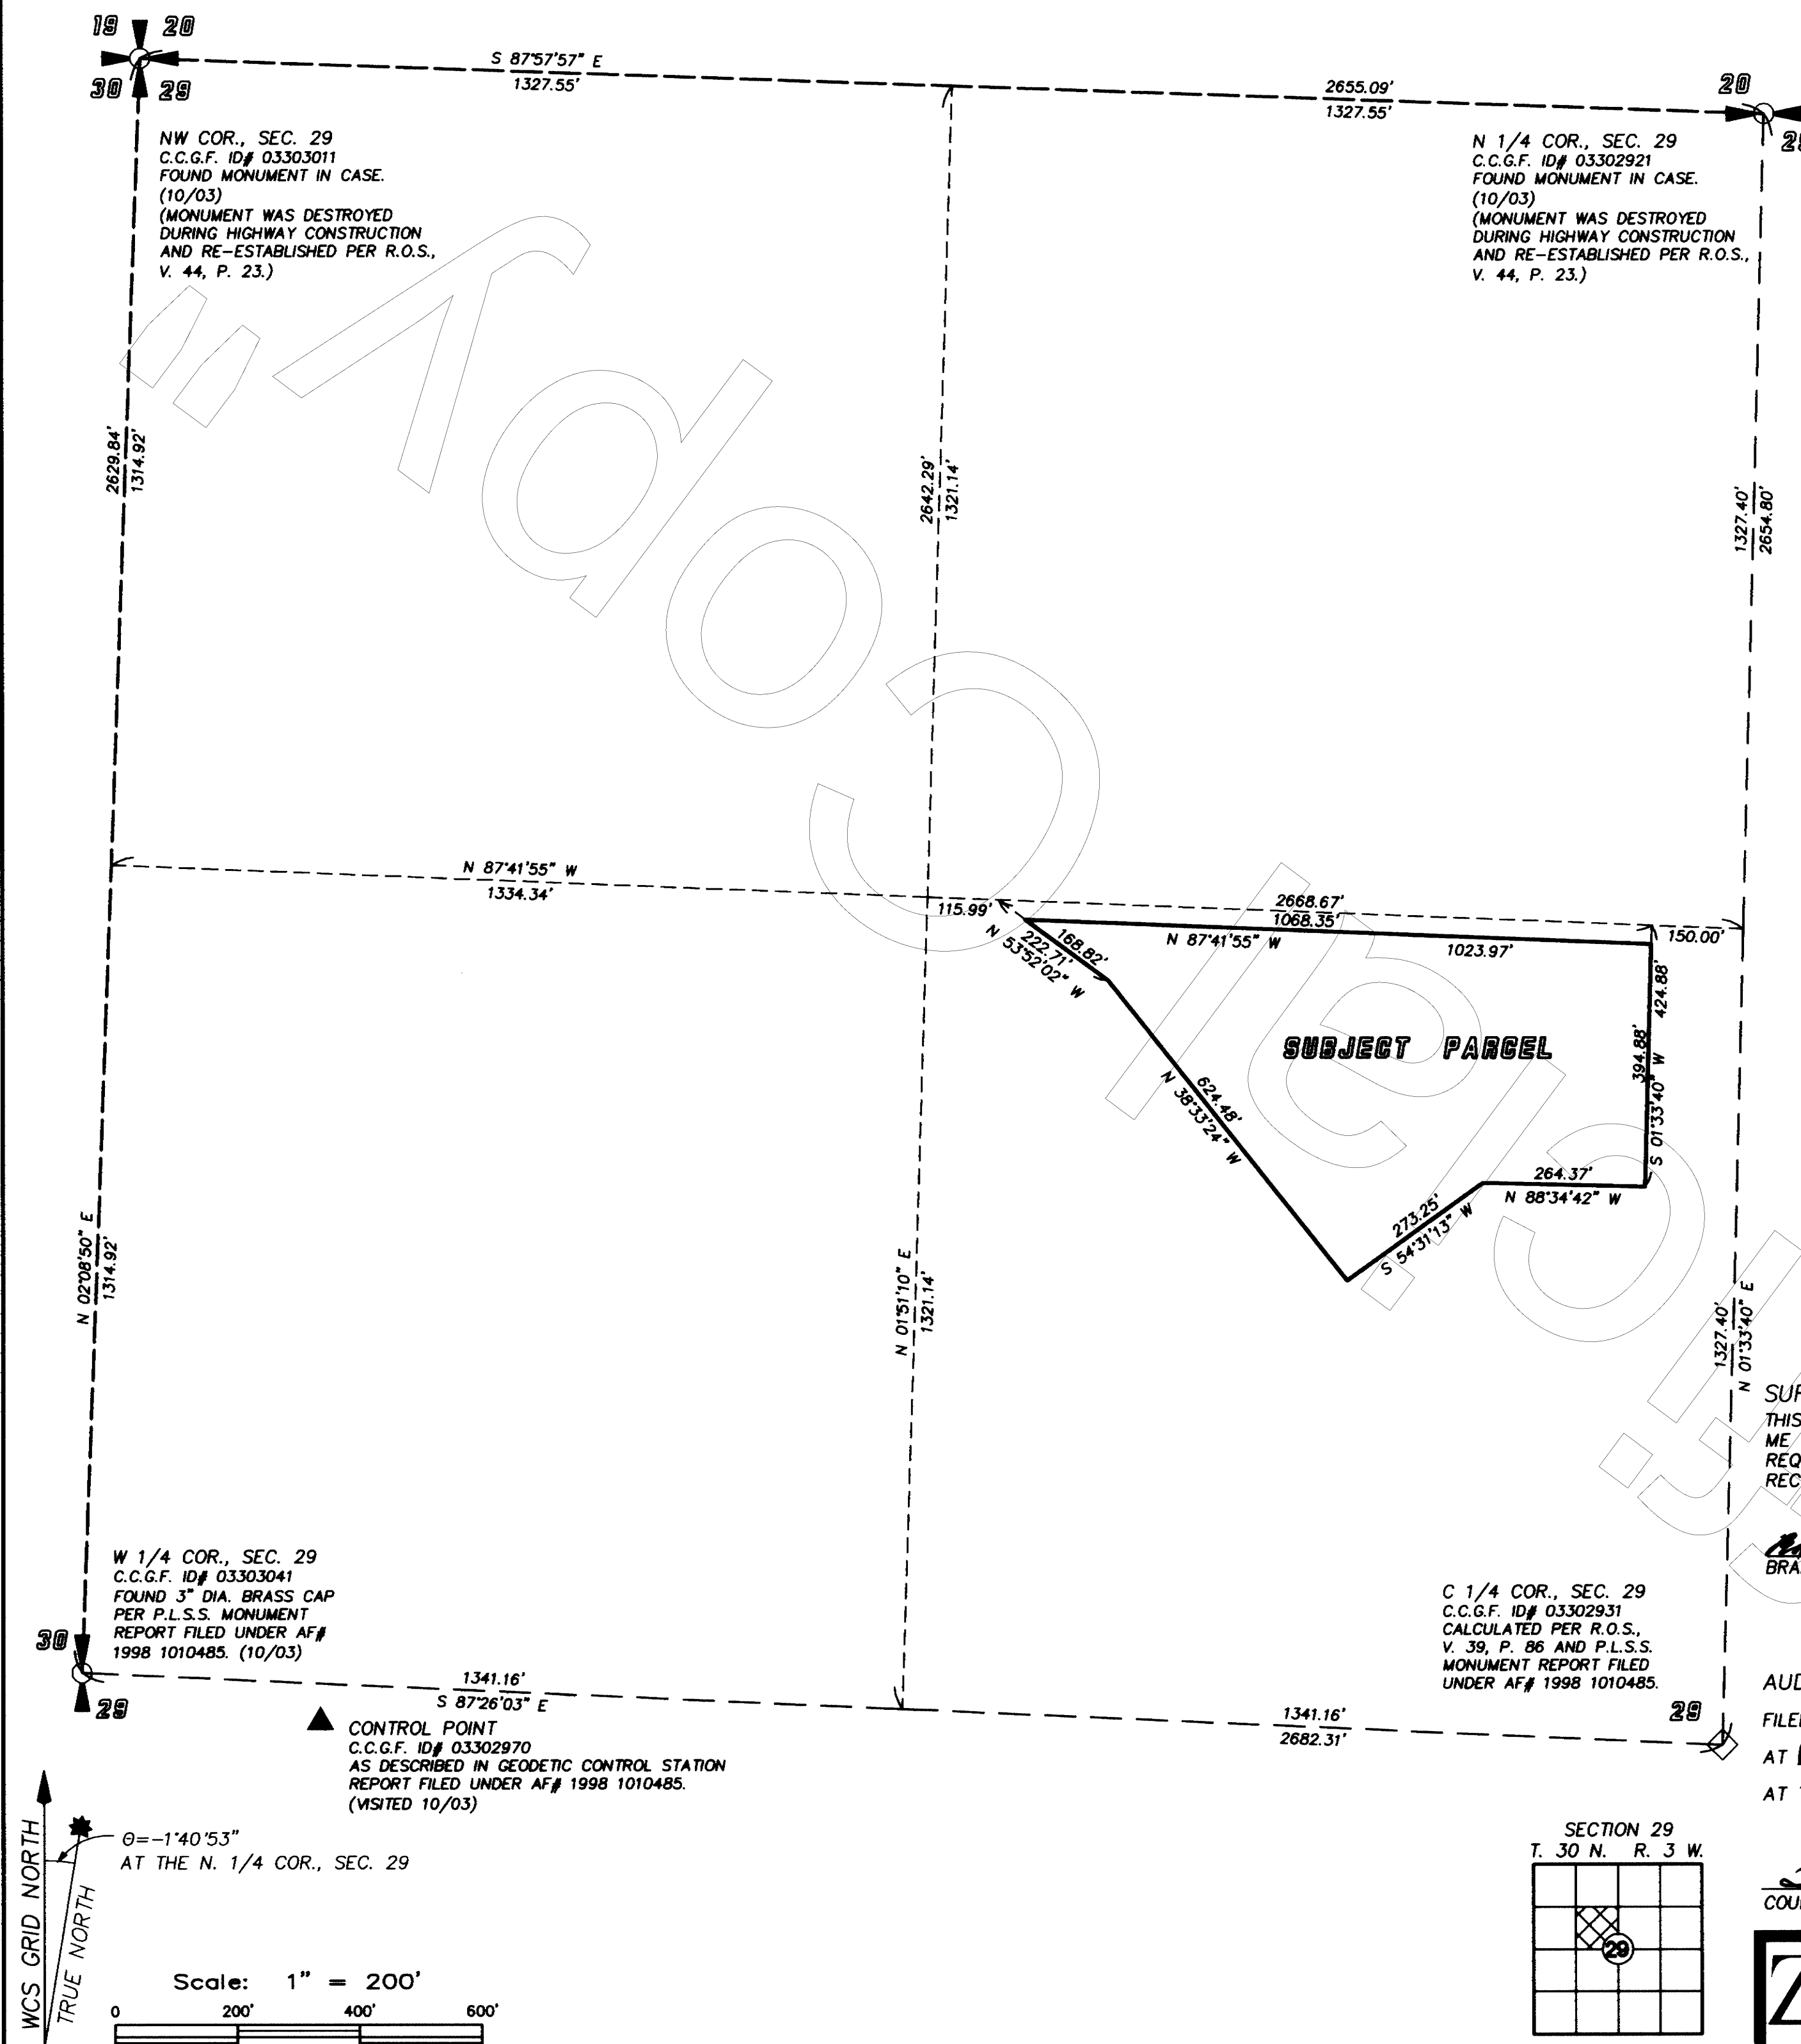 19 20
30 29
S 87°57'57" E
1327.55'
2655.09'
1327.55'
20
NW COR., SEC. 29
C.C.G.F. ID# 03303011
FOUND MONUMENT IN CASE.
(10/03)
(MONUMENT WAS DESTROYED
DURING HIGHWAY CONSTRUCTION
AND RE-ESTABLISHED PER R.O.S.,
V. 44, P. 23.)
N 1/4 COR., SEC. 29
C.C.G.F. ID# 03302921
FOUND MONUMENT IN CASE.
(10/03)
(MONUMENT WAS DESTROYED
DURING HIGHWAY CONSTRUCTION
AND RE-ESTABLISHED PER R.O.S.,
V. 44, P. 23.)
2629.84'
1314.92'
2642.29'
1321.14'
1327.40'
2654.80'
N 87°41'55" W
1334.34'
115.99'
2668.67'
1068.35'
150.00'
N 87°41'55" W
1023.97'
168.82'
222.71'
N 53°52'02" W
424.88'
394.88'
S 01°33'40" W
SUBJECT PARCEL
624.48'
N 38°33'24" W
264.37'
N 88°34'42" W
273.25'
S 54°31'13" W
N 02°08'50" E
1314.92'
N 01°51'10" E
1321.14'
1327.40'
N 01°33'40" E
THIS
ME
W 1/4 COR., SEC. 29
C.C.G.F. ID# 03303041
FOUND 3" DIA. BRASS CAP
PER P.L.S.S. MONUMENT
REPORT FILED UNDER AF#
1998 1010485. (10/03)
C 1/4 COR., SEC. 29
C.C.G.F. ID# 03302931
CALCULATED PER R.O.S.,
V. 39, P. 86 AND P.L.S.S.
MONUMENT REPORT FILED
UNDER AF# 1998 1010485.
30
29
1341.16'
S 87°26'03" E
1341.16'
2682.31'
29
CONTROL POINT
C.C.G.F. ID# 03302970
AS DESCRIBED IN GEODETIC CONTROL STATION
REPORT FILED UNDER AF# 1998 1010485.
(VISITED 10/03)
AT
AT
WCS GRID NORTH
TRUE NORTH
Θ=-1°40'53"
AT THE N. 1/4 COR., SEC. 29
SECTION 29
T. 30 N. R. 3 W.
29
Scale: 1" = 200'
0 200' 400' 600'
"Unofficial Copy"